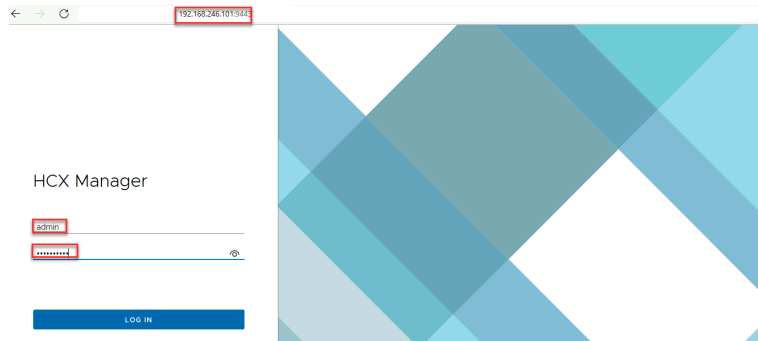 192.168.246.101:9443
HCX Manager
admin
••••••••••
LOG IN